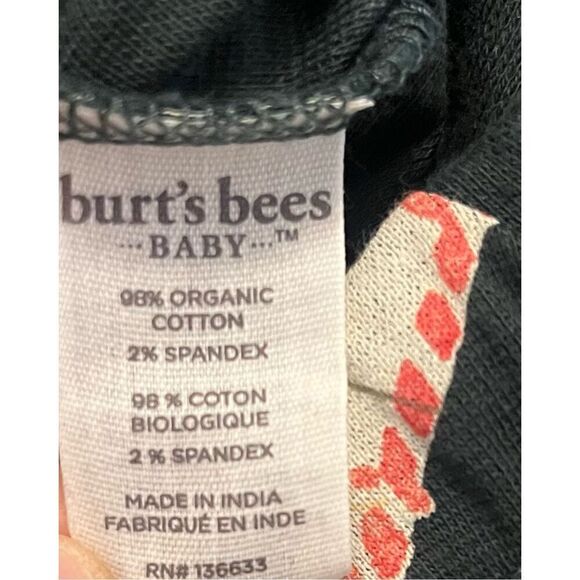 burt's bees
···BABY···™
98% ORGANIC
COTTON
2% SPANDEX
98 % COTON
BIOLOGIQUE
2 % SPANDEX
MADE IN INDIA
FABRIQUÉ EN INDE
RN# 136633